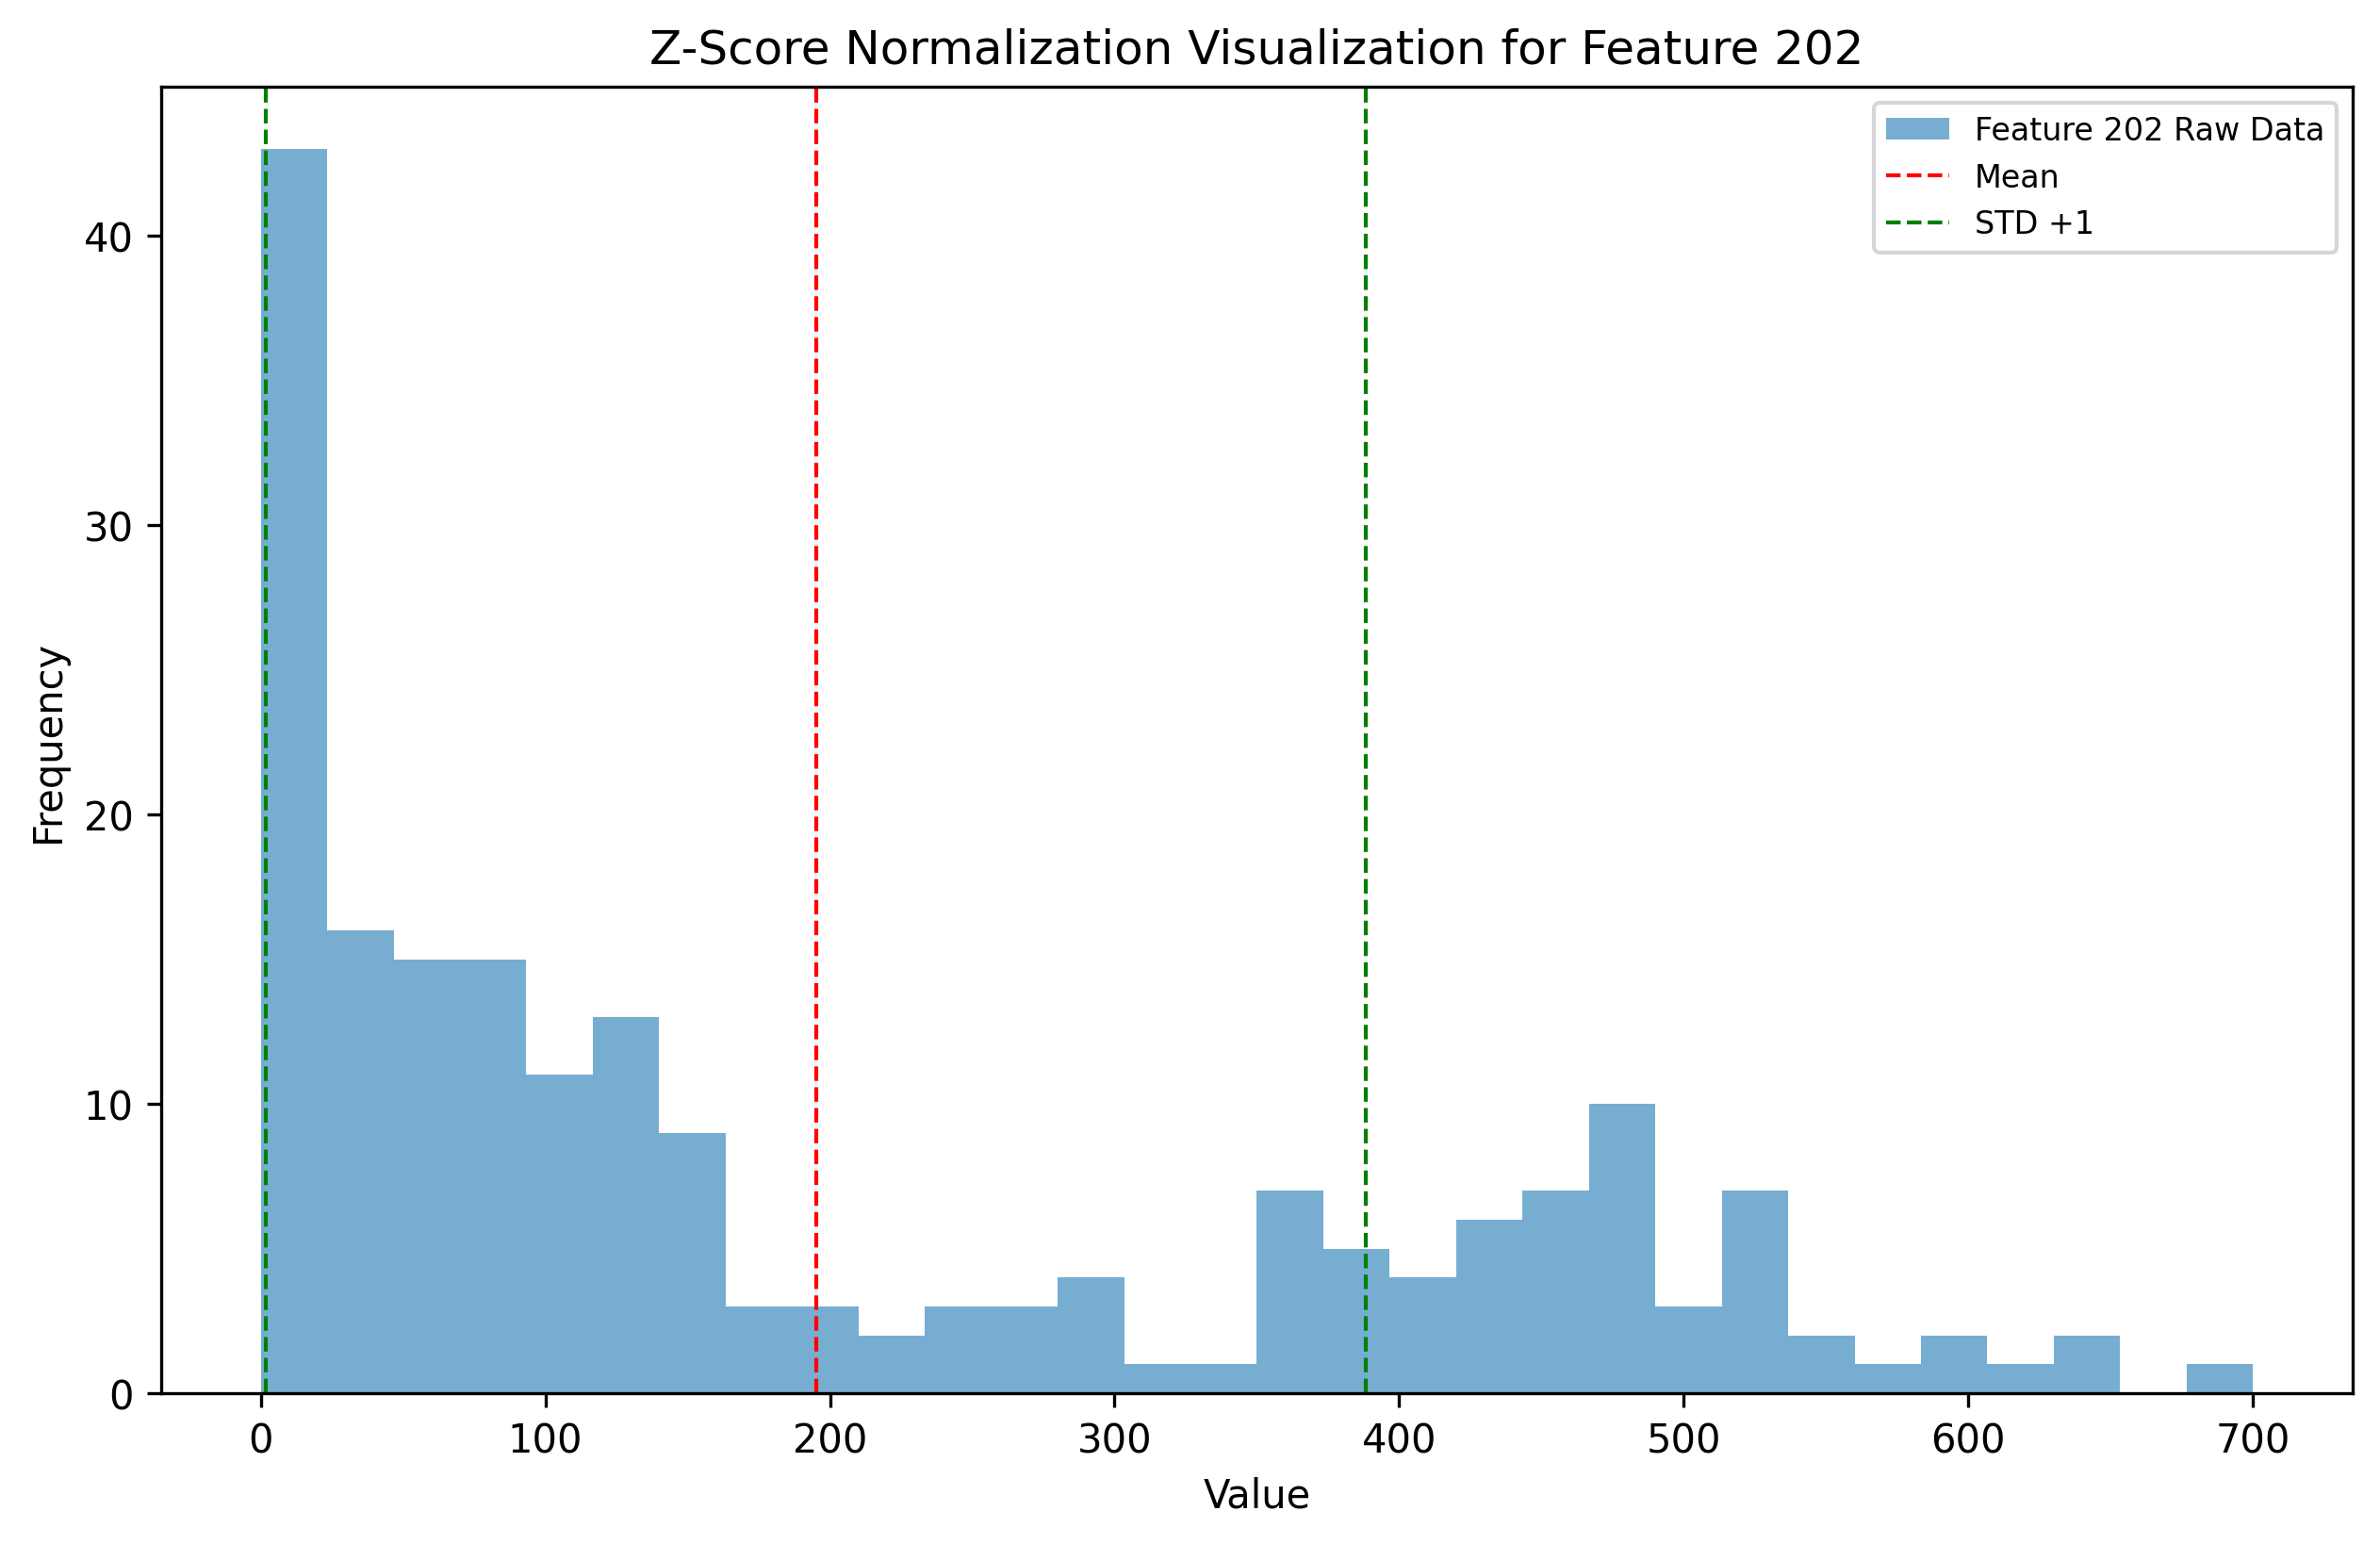 Z-Score Normalization Visualization for Feature 202
Feature 202 Raw Data
Mean
STD +1
Frequency
40
30
20
10
0
0 100 200 300 400 500 600 700
Value